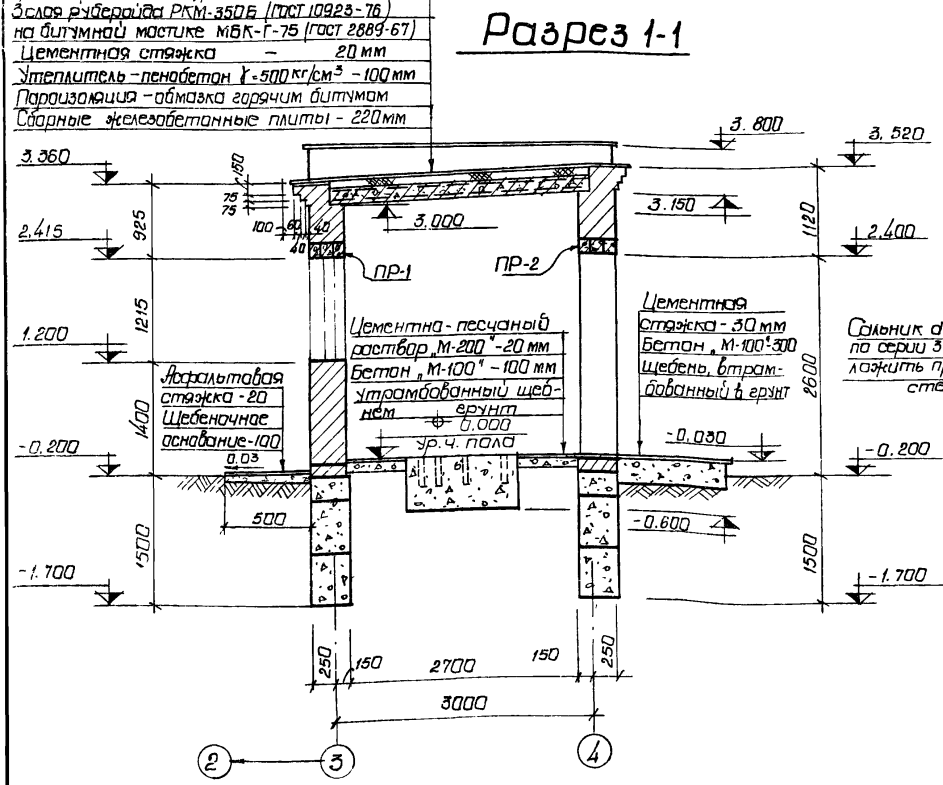 3 слоя рубероида РКМ-350Б (ГОСТ 10923-76)
на битумной мастике МБК-Г-75 (ГОСТ 2889-67)
Цементная стяжка - 20 мм
Утеплитель-пенобетон γ=500 кг/см³ -100 мм
Пароизоляция - обмазка горячим битумом
Сборные железобетонные плиты - 220 мм
Разрез 1-1
3.800
3.520
3.360
150
75
75
100
60
40
40
3.000
3.150
925
1120
2.415
2.400
ПР-1
ПР-2
1215
2600
1.200
Цементно-песчаный
раствор „М-200" -20 мм
Бетон „М-100" -100 мм
Утрамбованный щеб-
нем грунт
0.000
Ур.ч. пола
Цементная
стяжка - 30 мм
Бетон „М-100"-300
Щебень, втрам-
бованный в грунт
Сальник
по серии 3
ложить
сте
Асфальтовая
стяжка -20
Щебеночное
основание-100
0.03
1400
-0.200
-0.030
-0.200
500
-0.600
1500
1500
-1.700
-1.700
250
150
2700
150
250
3000
2
3
4